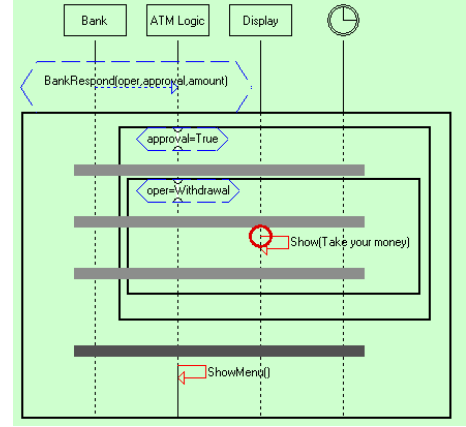 Bank
ATM Logic
Display
BankRespond(oper,approval,amount)
approval=True
oper=Withdrawal
Show(Take your money)
ShowMenu()